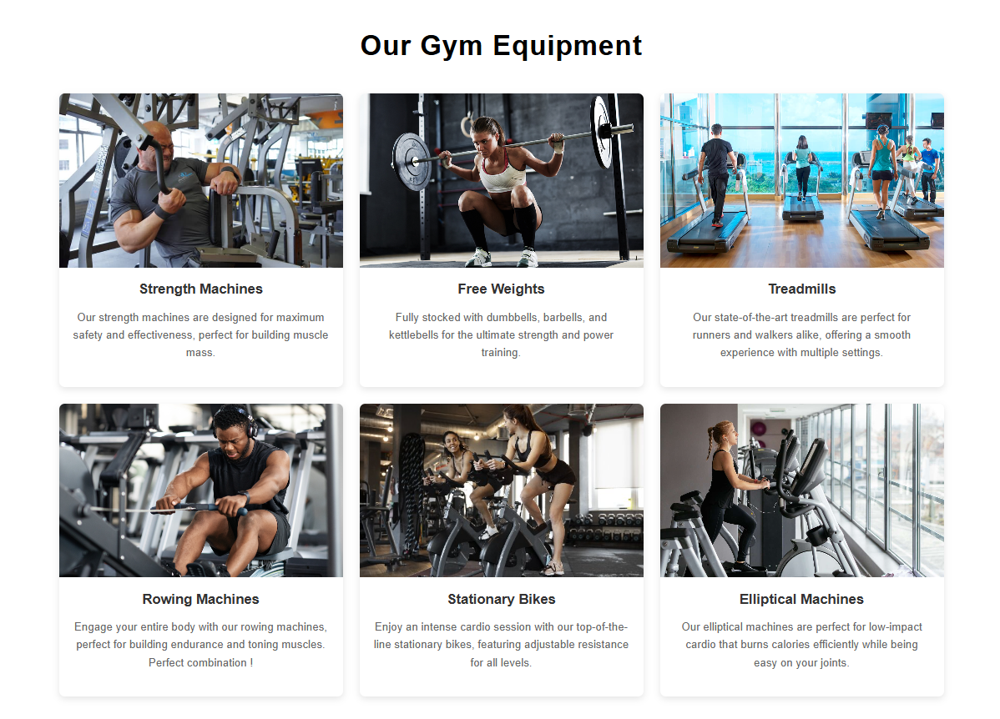 Our Gym Equipment
Strength Machines
Our strength machines are designed for maximum
safety and effectiveness, perfect for building muscle
mass.
Free Weights
Fully stocked with dumbbells, barbells, and
kettlebells for the ultimate strength and power
training.
Treadmills
Our state-of-the-art treadmills are perfect for
runners and walkers alike, offering a smooth
experience with multiple settings.
Rowing Machines
Engage your entire body with our rowing machines,
perfect for building endurance and toning muscles.
Perfect combination !
Stationary Bikes
Enjoy an intense cardio session with our top-of-the-
line stationary bikes, featuring adjustable resistance
for all levels.
Elliptical Machines
Our elliptical machines are perfect for low-impact
cardio that burns calories efficiently while being
easy on your joints.